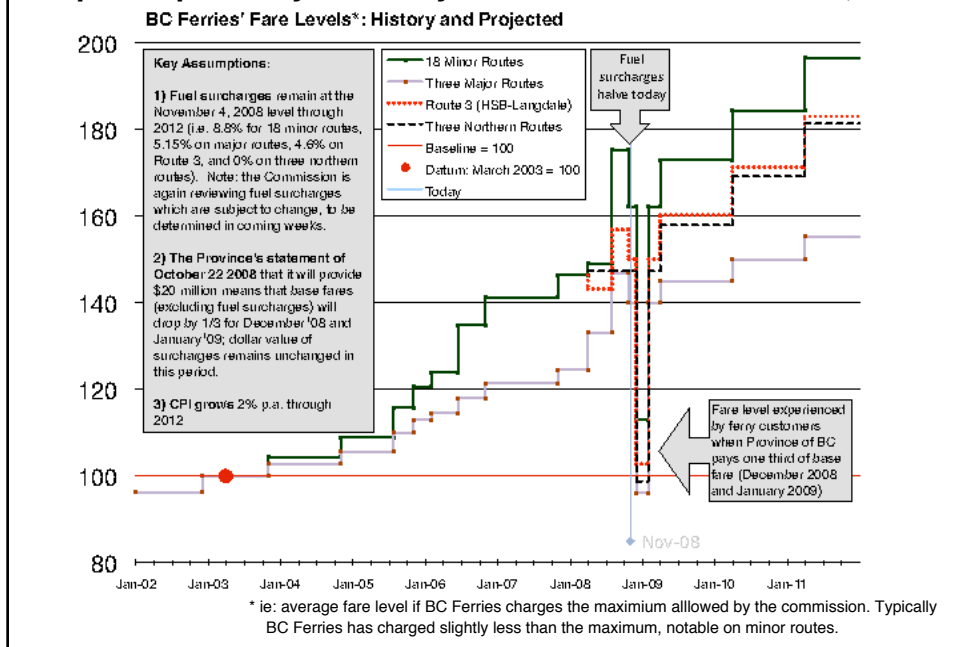 BC Ferries' Fare Levels*: History and Projected
200
180
160
140
120
100
80
Key Assumptions:
1) Fuel surcharges remain at the
November 4, 2008 level through
2012 (i.e. 8.8% for 18 minor routes,
5.15% on major routes, 4.6% on
Route 3, and 0% on three northern
routes). Note: the Commission is
again reviewing fuel surcharges
which are subject to change, to be
determined in coming weeks.
2) The Province's statement of
October 22 2008 that it will provide
$20 million means that base fares
(excluding fuel surcharges) will
drop by 1/3 for December '08 and
January '09; dollar value of
surcharges remains unchanged in
this period.
3) CPI grows 2% p.a. through
2012
18 Minor Routes
Three Major Routes
Route 3 (HSB-Langdale)
Three Northern Routes
Baseline = 100
Datum: March 2003 = 100
Today
Fuel
surcharges
halve today
Fare level experienced
by ferry customers
when Province of BC
pays one third of base
fare (December 2008
and January 2009)
Nov-08
Jan-02 Jan-03 Jan-04 Jan-05 Jan-06 Jan-07 Jan-08 Jan-09 Jan-10 Jan-11
* ie: average fare level if BC Ferries charges the maximium alllowed by the commission. Typically
BC Ferries has charged slightly less than the maximum, notable on minor routes.